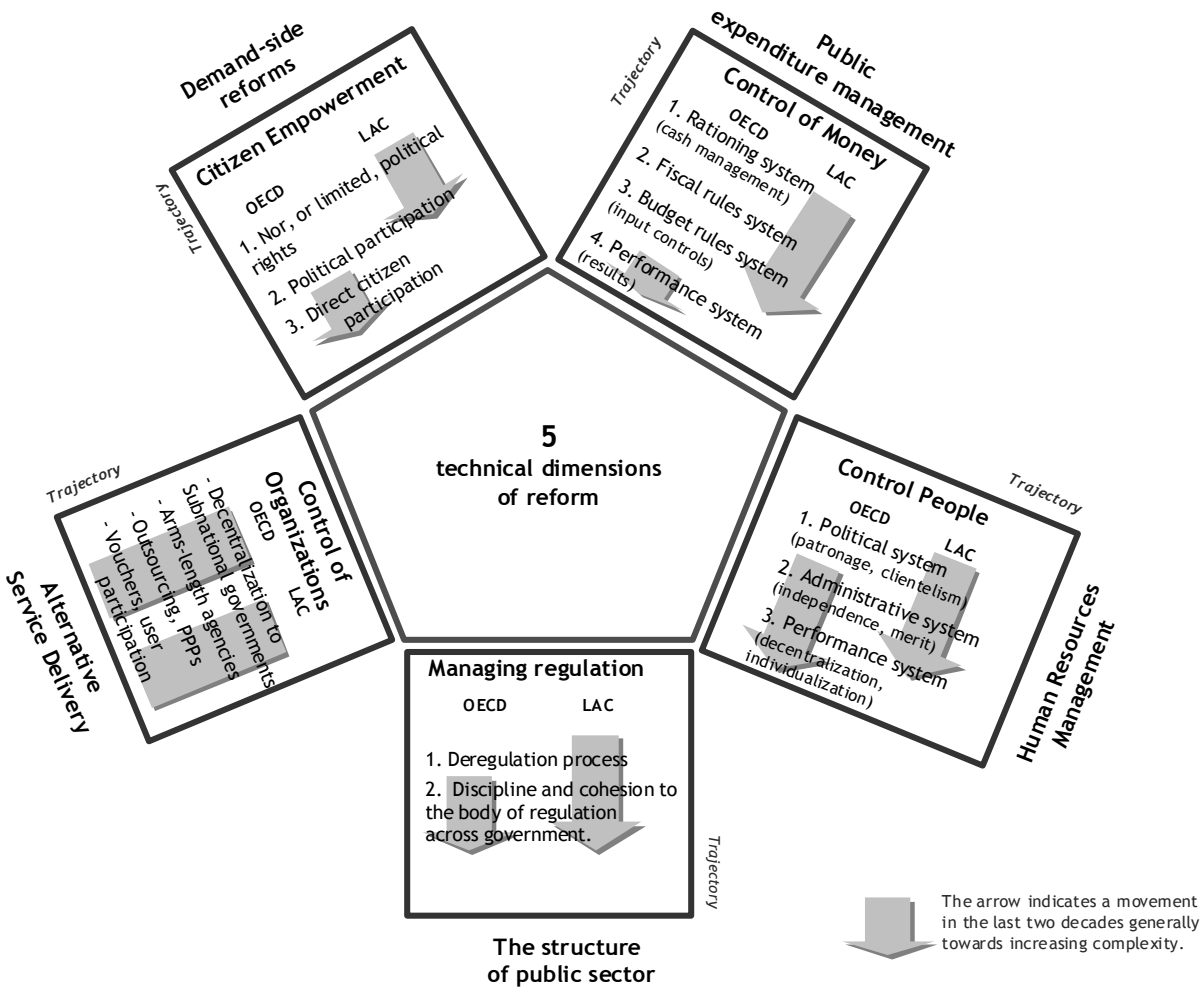 Demand-side
reforms
Trajectory
Citizen Empowerment
OECD
LAC
1. Nor, or limited, political
rights
2. Political participation
3. Direct citizen
participation
Public
expenditure management
Trajectory
Control of Money
OECD
LAC
1. Rationing system
(cash management)
2. Fiscal rules system
3. Budget rules system
(input controls)
4. Performance system
(results)
5
technical dimensions
of reform
Trajectory
Alternative
Service Delivery
Control of
Organizations
OECD
LAC
- Decentralization to
Subnational governments
- Arms-length agencies
- Outsourcing, PPPs
- Vouchers, user
participation
Trajectory
Human Resources
Management
Control People
OECD
LAC
1. Political system
(patronage, clientelism)
2. Administrative system
(independence, merit)
3. Performance system
(decentralization,
individualization)
Managing regulation
OECD
LAC
1. Deregulation process
2. Discipline and cohesion to
the body of regulation
across government.
Trajectory
The structure
of public sector
The arrow indicates a movement
in the last two decades generally
towards increasing complexity.